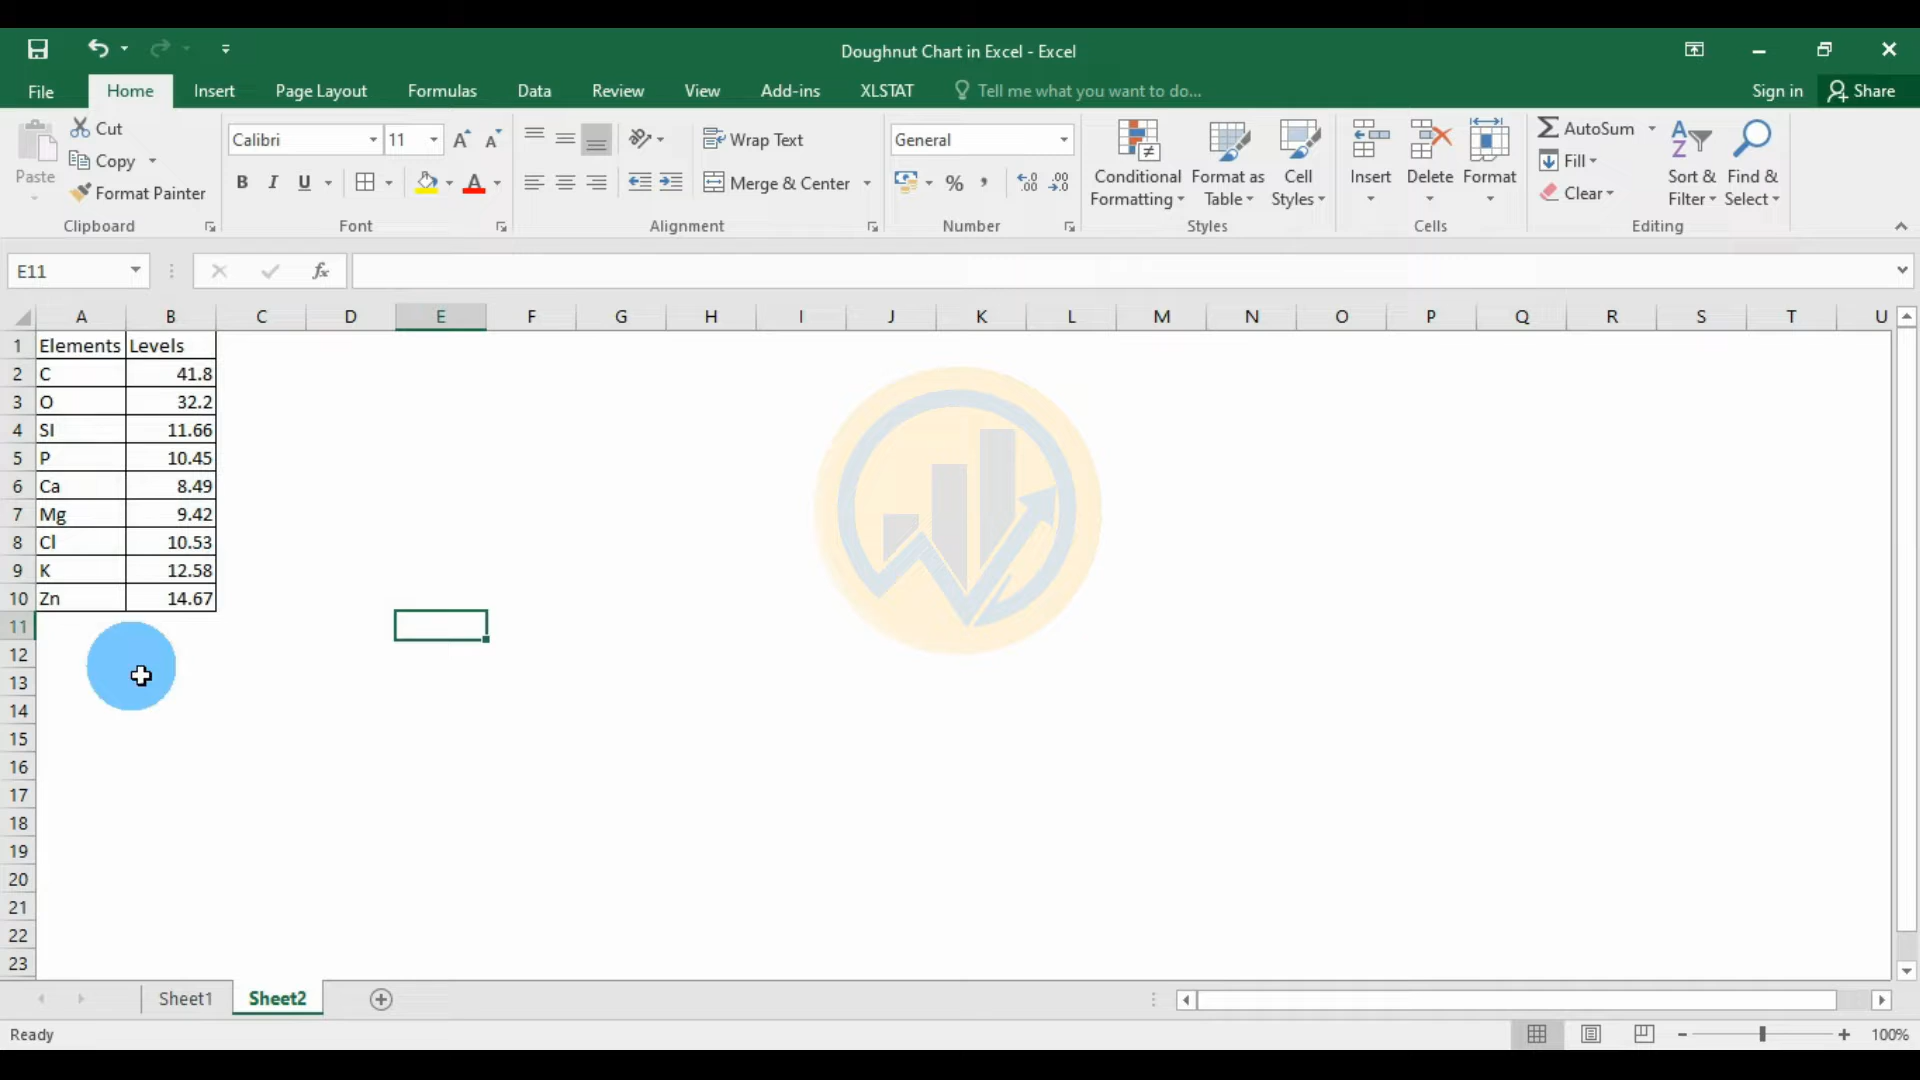 Doughnut Chart in Excel - Excel
File Home Insert Page Layout Formulas Data Review View Add-ins XLSTAT Tell me what you want to do... Sign in Share
Paste Cut Copy Format Painter Clipboard
Calibri 11 B I U A Font
Wrap Text Merge & Center Alignment
General % Number
Conditional Formatting Format as Table Cell Styles Styles
Insert Delete Format Cells
AutoSum Fill Clear Sort & Filter Find & Select Editing
E11 fx
A B C D E F G H I J K L M N O P Q R S T U
1 Elements Levels
2 C 41.8
3 O 32.2
4 SI 11.66
5 P 10.45
6 Ca 8.49
7 Mg 9.42
8 Cl 10.53
9 K 12.58
10 Zn 14.67
11
12
13
14
15
16
17
18
19
20
21
22
23
Sheet1 Sheet2
Ready 100%